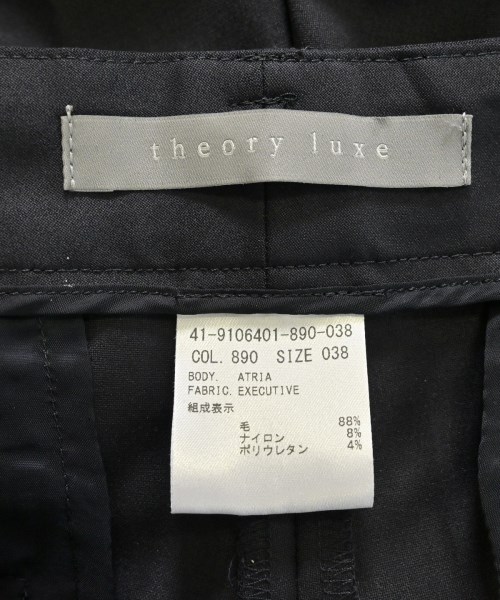 theory luxe
41-9106401-890-038
COL. 890 SIZE 038
BODY. ATRIA
FABRIC. EXECUTIVE
組成表示
毛 88%
ナイロン 8%
ポリウレタン 4%